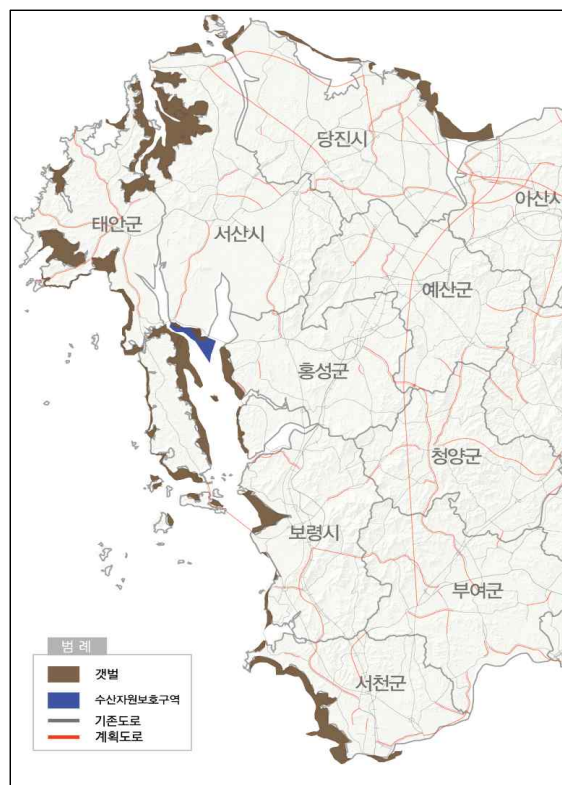 당진시
아산시
태안군
서산시
예산군
홍성군
청양군
보령시
부여군
서천군
범 례
갯벌
수산자원보호구역
기존도로
계획도로